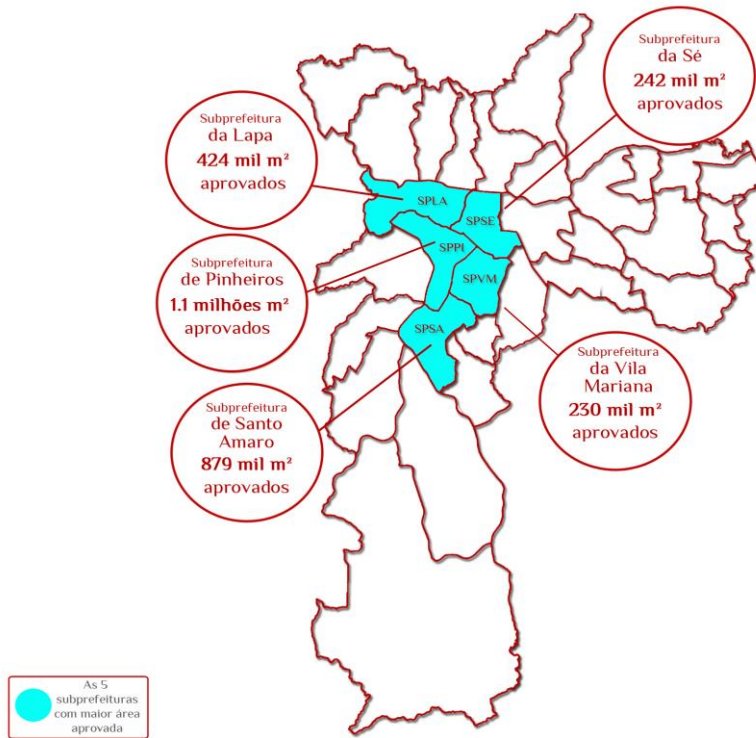 Subprefeitura
da Sé
242 mil m²
aprovados
Subprefeitura
da Lapa
424 mil m²
aprovados
SPLA
SPSE
Subprefeitura
de Pinheiros
1.1 milhões m²
aprovados
SPPI
SPVM
SPSA
Subprefeitura
da Vila
Mariana
230 mil m²
aprovados
Subprefeitura
de Santo
Amaro
879 mil m²
aprovados
As 5
subprefeituras
com maior área
aprovada